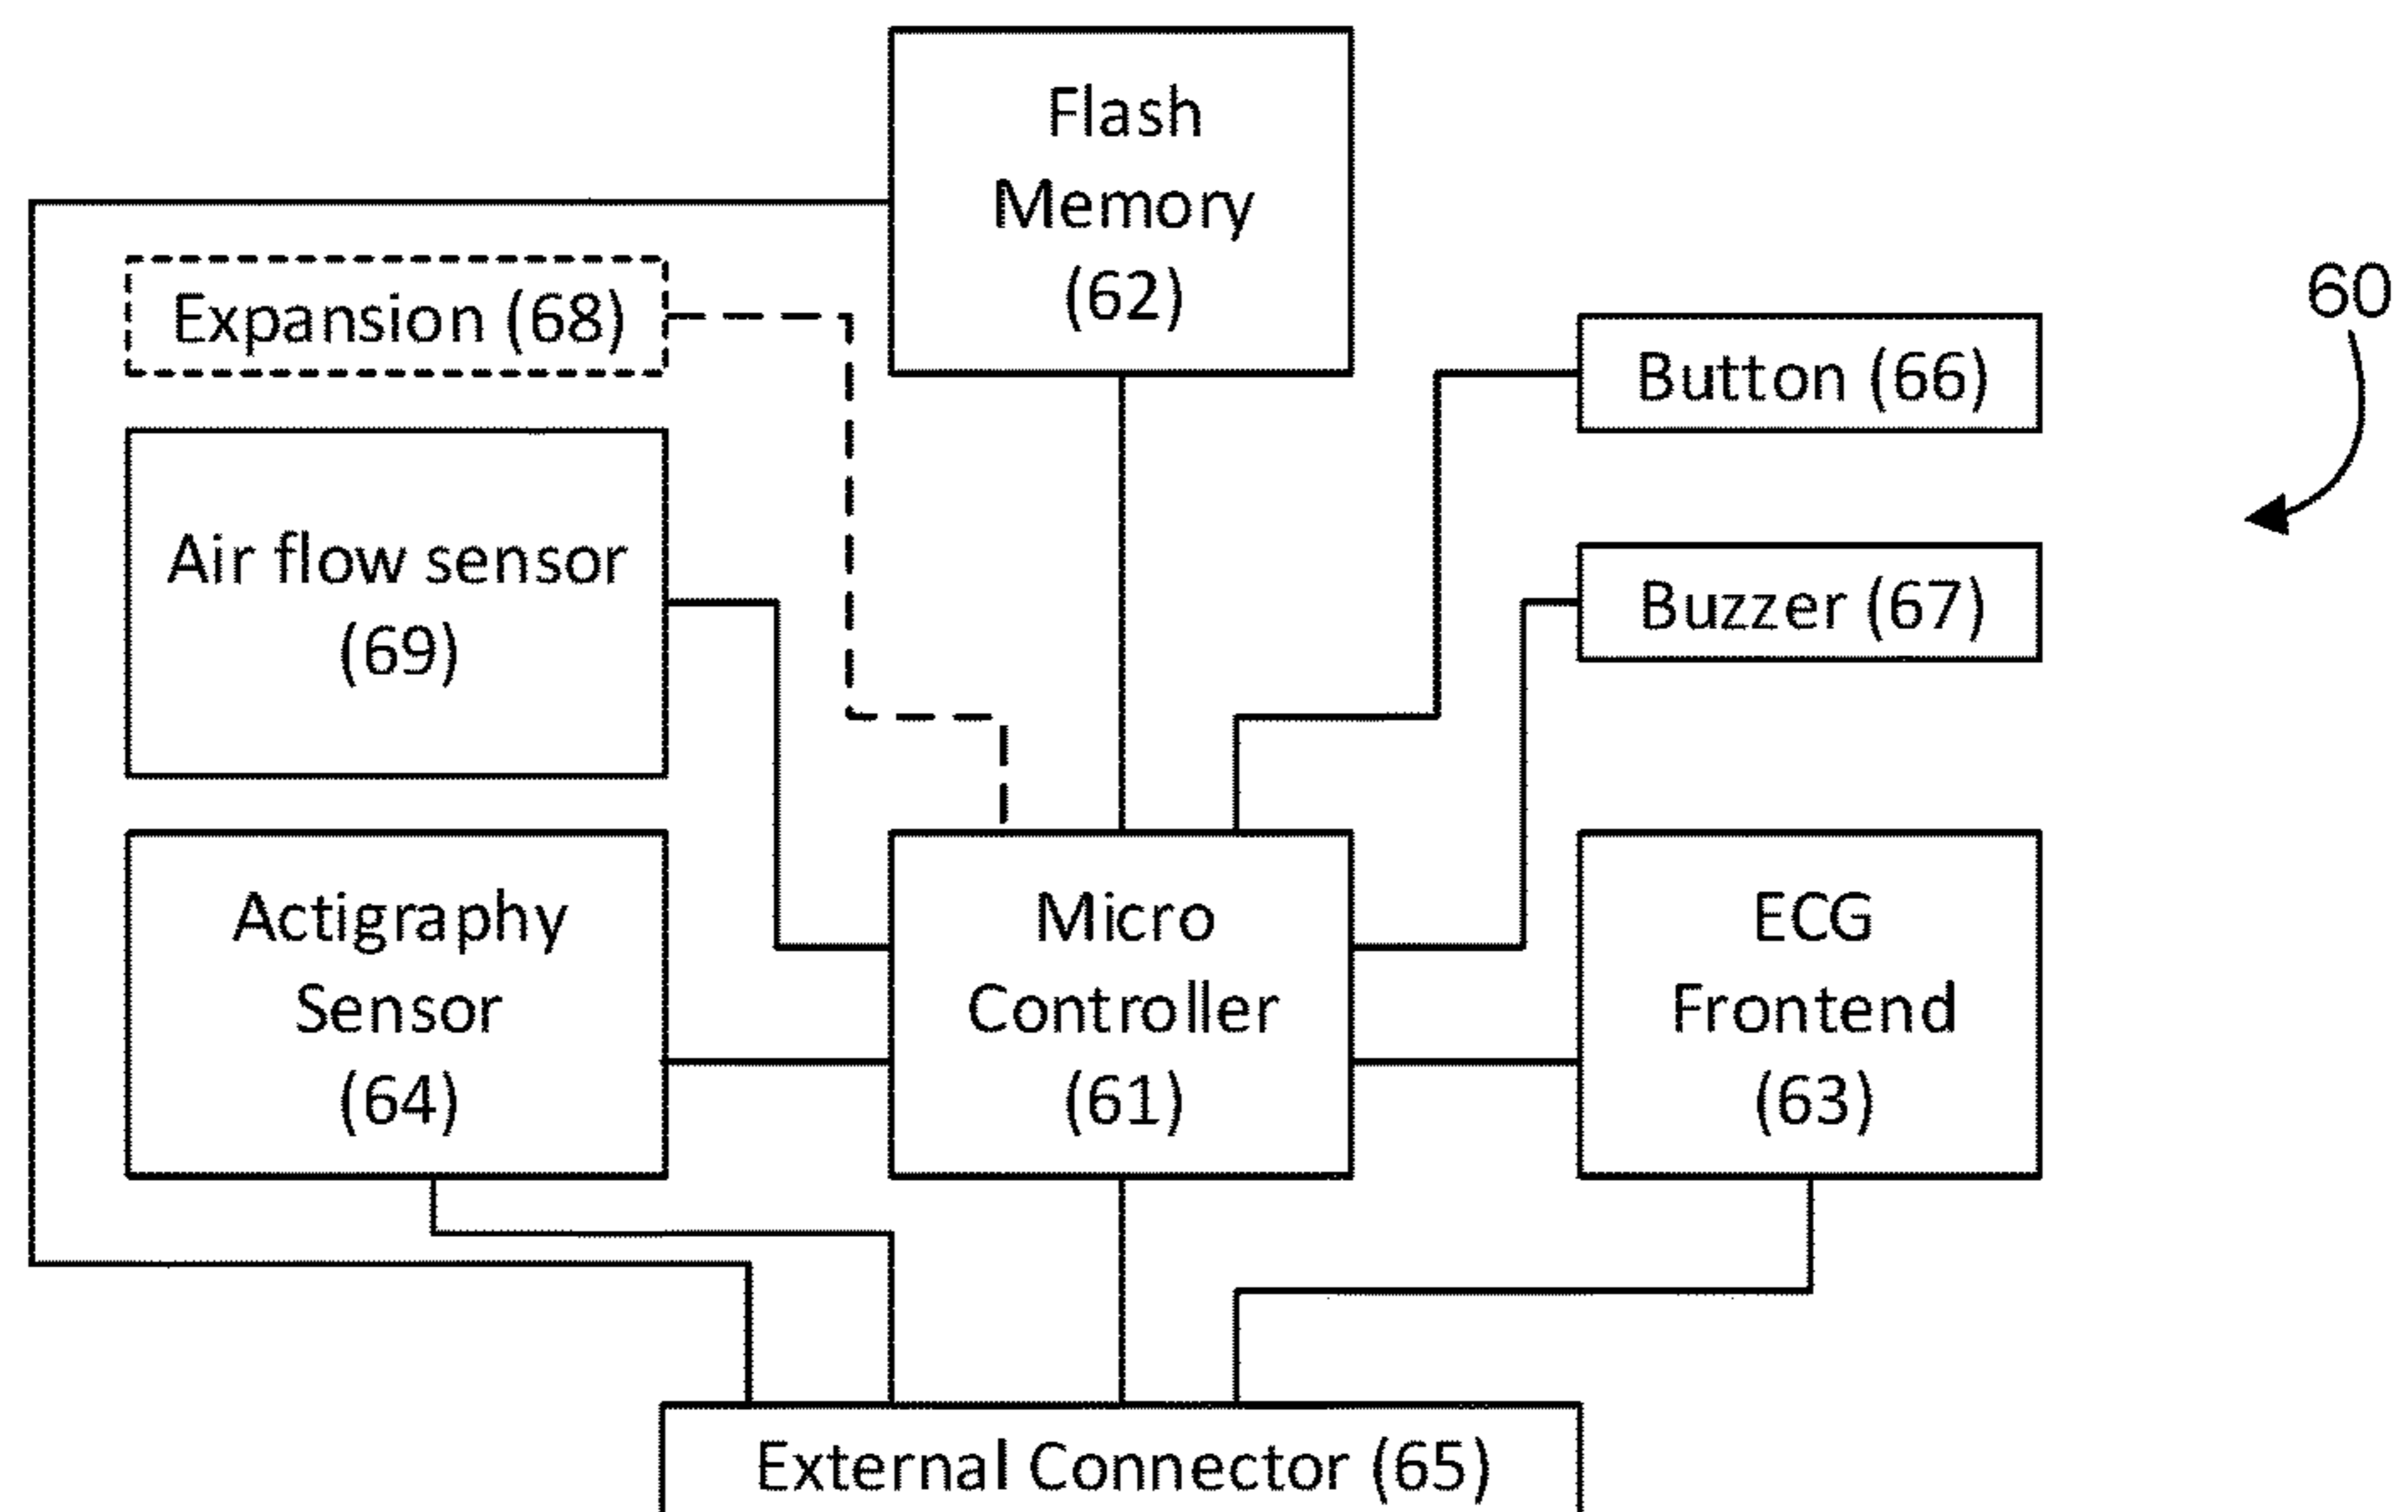 Flash
Memory
(62)
Expansion (68)
60
Button (66)
Air flow sensor
(69)
Buzzer (67)
Actigraphy
Sensor
(64)
Micro
Controller
(61)
ECG
Frontend
(63)
External Connector (65)